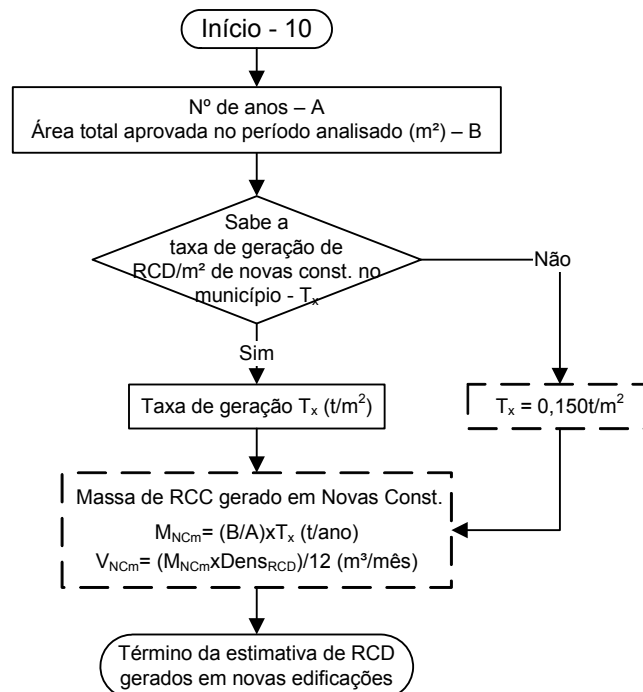 Início - 10
Nº de anos – A
Área total aprovada no período analisado (m²) – B
Sabe a
taxa de geração de
RCD/m² de novas const. no
município - Tₓ
Não
Sim
Taxa de geração Tₓ (t/m²)
Tₓ = 0,150t/m²
Massa de RCC gerado em Novas Const.
M_NCm= (B/A)xTₓ (t/ano)
V_NCm= (M_NCmxDens_RCD)/12 (m³/mês)
Término da estimativa de RCD
gerados em novas edificações